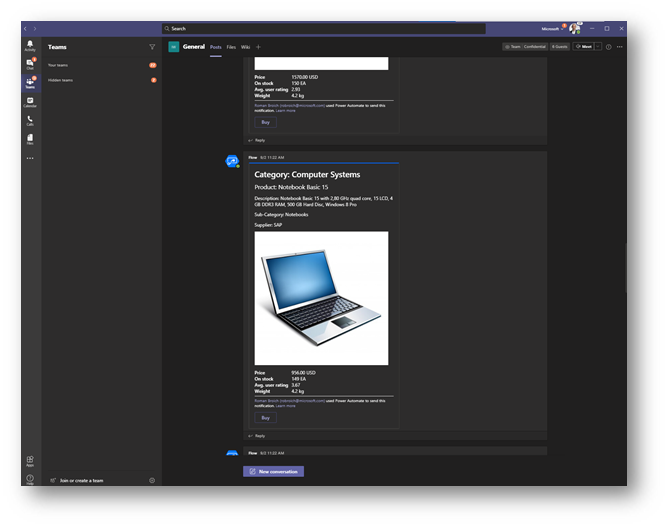 Search
Microsoft
Activity
Chat
Teams
Calendar
Calls
Files
Apps
Help
Teams
Your teams
Hidden teams
Join or create a team
General Posts Files Wiki
Team Confidential 8 Guests Meet
Price 1570.00 USD
On stock 150 EA
Avg. user rating 2.93
Weight 4.2 kg
Roman Broich (robroich@microsoft.com) used Power Automate to send this
notification. Learn more
Buy
Reply
Flow 9/2 11:22 AM
Category: Computer Systems
Product: Notebook Basic 15
Description: Notebook Basic 15 with 2,80 GHz quad core, 15 LCD, 4
GB DDR3 RAM, 500 GB Hard Disc, Windows 8 Pro
Sub-Category: Notebooks
Supplier: SAP
Price 956.00 USD
On stock 149 EA
Avg. user rating 3.67
Weight 4.2 kg
Roman Broich (robroich@microsoft.com) used Power Automate to send this
notification. Learn more
Buy
Reply
Flow 9/2 11:22 AM
New conversation